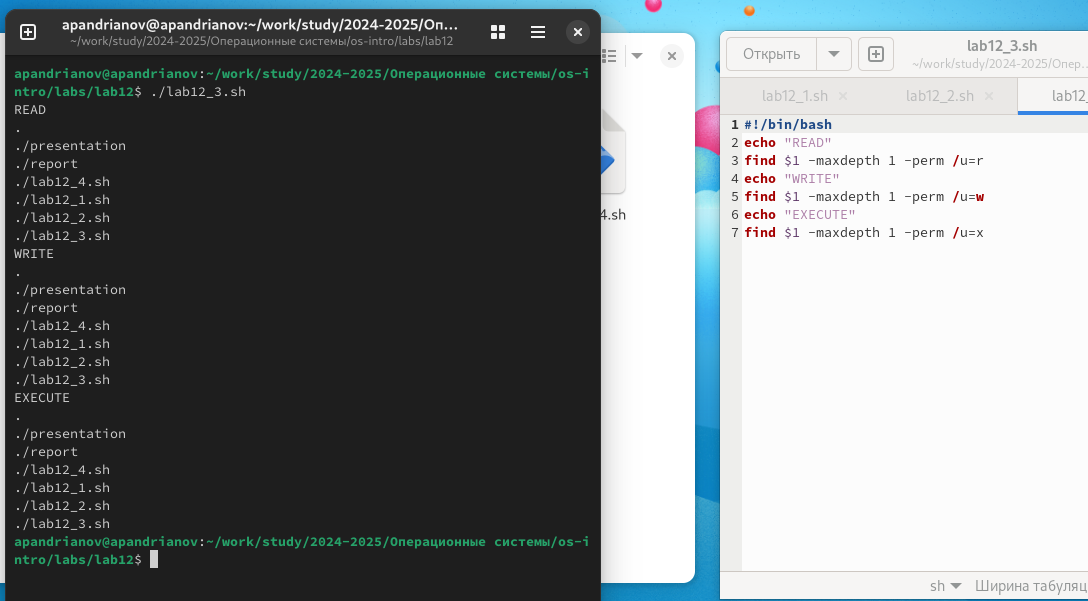 apandrianov@apandrianov:~/work/study/2024-2025/Оп...
~/work/study/2024-2025/Операционные системы/os-intro/labs/lab12
apandrianov@apandrianov:~/work/study/2024-2025/Операционные системы/os-i
ntro/labs/lab12$ ./lab12_3.sh
READ
.
./presentation
./report
./lab12_4.sh
./lab12_1.sh
./lab12_2.sh
./lab12_3.sh
WRITE
.
./presentation
./report
./lab12_4.sh
./lab12_1.sh
./lab12_2.sh
./lab12_3.sh
EXECUTE
.
./presentation
./report
./lab12_4.sh
./lab12_1.sh
./lab12_2.sh
./lab12_3.sh
apandrianov@apandrianov:~/work/study/2024-2025/Операционные системы/os-i
ntro/labs/lab12$
4.sh
Открыть
lab12_3.sh
~/work/study/2024-2025/Опер...
lab12_1.sh
lab12_2.sh
lab12_
1 #!/bin/bash
2 echo "READ"
3 find $1 -maxdepth 1 -perm /u=r
4 echo "WRITE"
5 find $1 -maxdepth 1 -perm /u=w
6 echo "EXECUTE"
7 find $1 -maxdepth 1 -perm /u=x
sh
Ширина табуляц